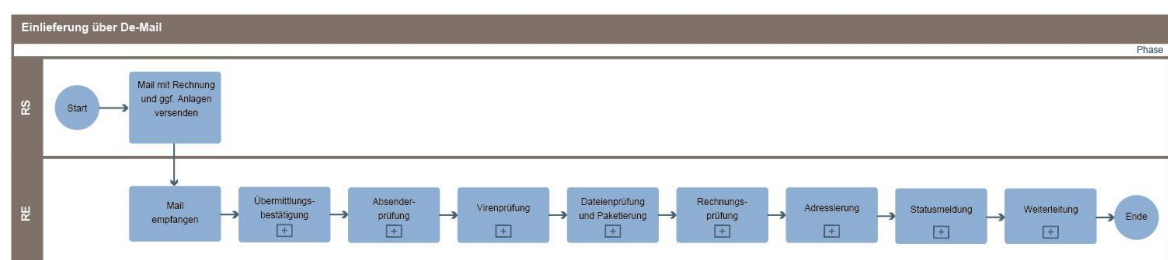 Einlieferung über De-Mail
Phase
RS
Start
Mail mit Rechnung
und ggf. Anlagen
versenden
RE
Mail
empfangen
Übermittlungs-
bestätigung
Absender-
prüfung
Virenprüfung
Dateienprüfung
und Paketierung
Rechnungs-
prüfung
Adressierung
Statusmeldung
Weiterleitung
Ende